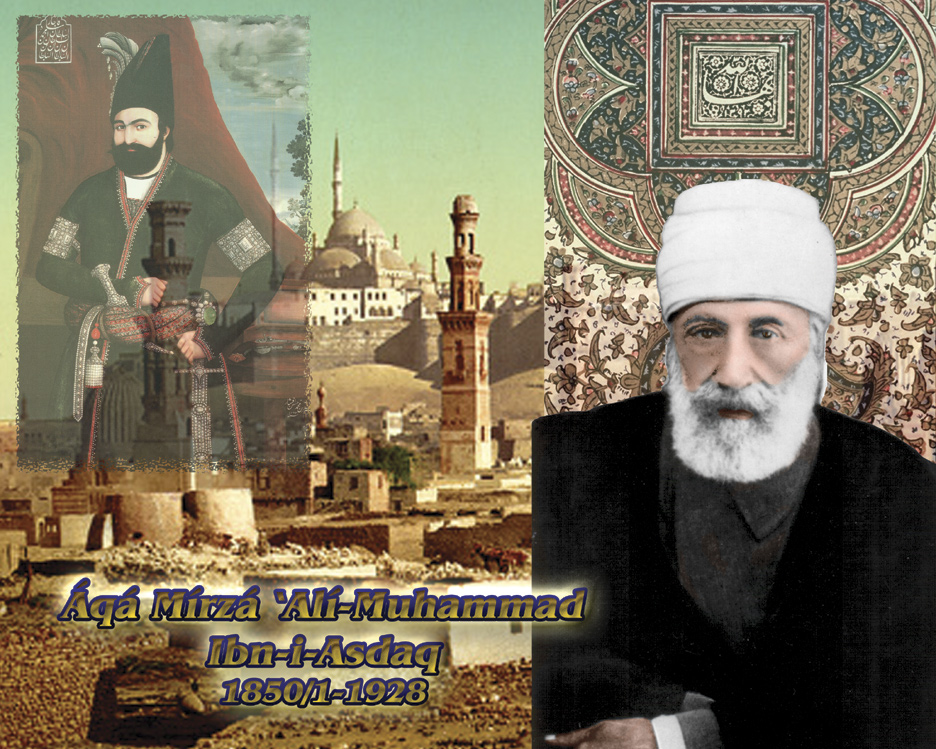 Áqá Mírzá ‘Alí-Muhammad
Ibn-i-Asdaq
1850/1-1928